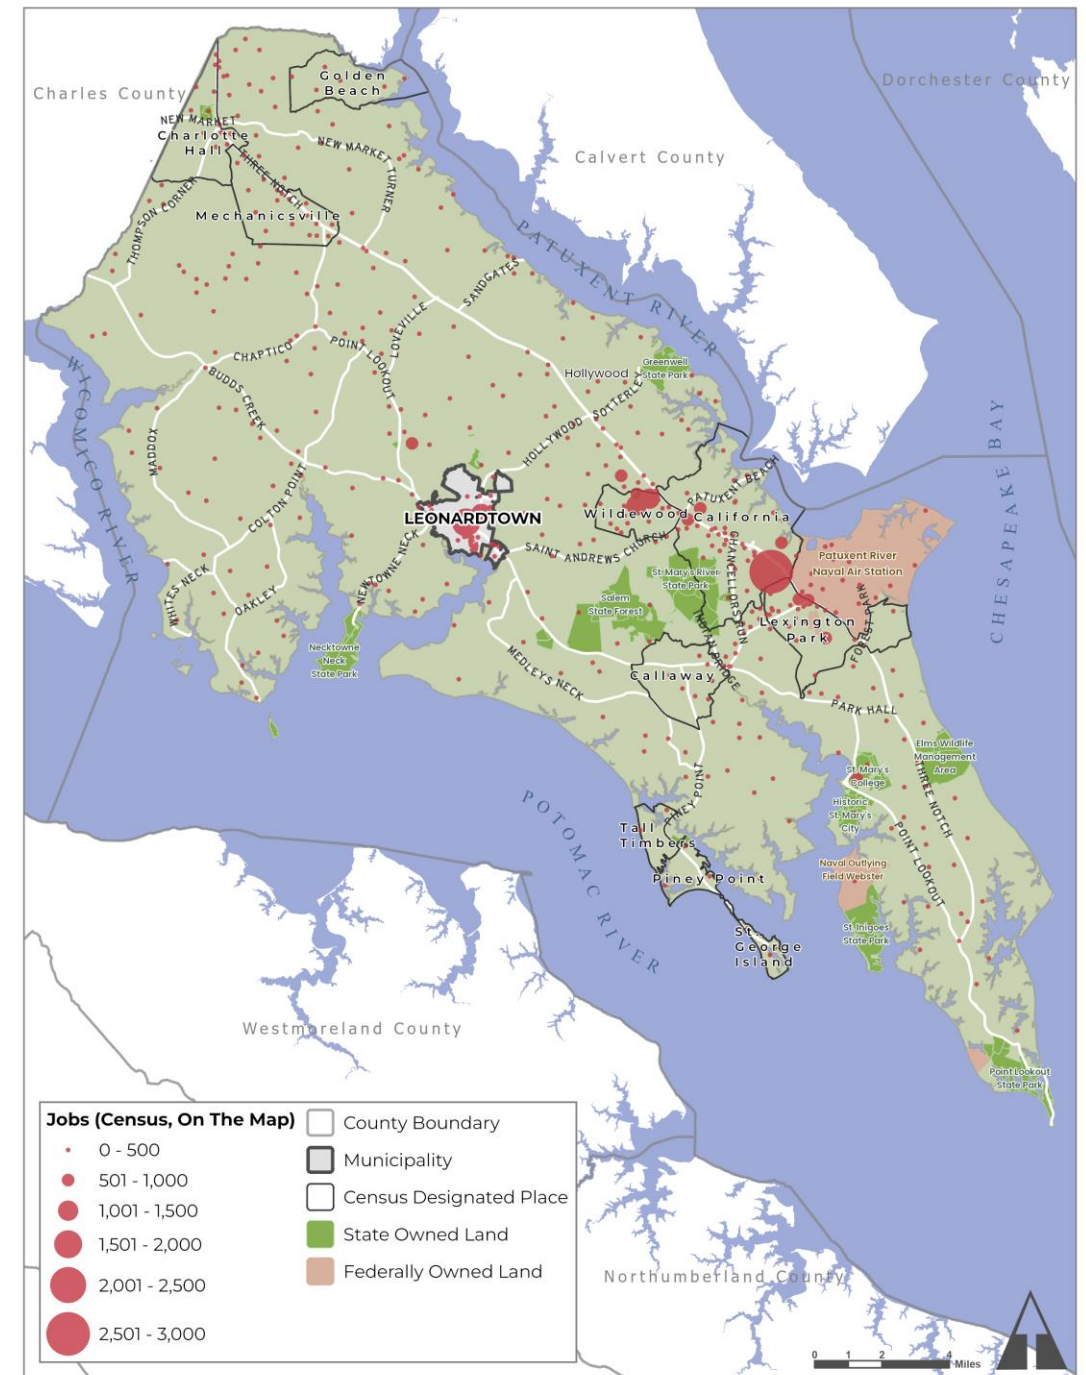 Dorchester County
Golden
Beach
Charles County
NEW MARKET
Charlotte
Hall
NEW MARKET TURNER
Calvert County
THREE NOTCH
THOMPSON CORNER
Mechanicsville
PATUXENT RIVER
SANDGATES
LOVEVILLE
CHAPTICO
POINT LOOKOUT
WICOMICO RIVER
Greenwell
State Park
Hollywood
BUDDS CREEK
HOLLYWOOD
SOTTERLEY
CHESAPEAKE BAY
MADDOX
COLTON POINT
PATUXENT BEACH
LEONARDTOWN
Wildewood
California
SAINT ANDREWS CHURCH
CHANCELLORS RUN
NEWTOWNE NECK
Patuxent River
Naval Air Station
St. Mary's River
State Park
WHITES NECK
OAKLEY
Salem
State Forest
Lexington
Park
FOREST PARK
INDIAN BRIDGE
Necktowne
Neck
State Park
MEDLEYS NECK
Callaway
PARK HALL
Elms Wildlife
Management
Area
THREE NOTCH
St. Mary's
College
Historic
St. Mary's
City
PINEY POINT
POTOMAC RIVER
Tall
Timbers
POINT LOOKOUT
Naval Outlying
Field Webster
Piney Point
St. Inigoes
State Park
St.
George
Island
Westmoreland County
Point Lookout
State Park
Jobs (Census, On The Map)
0 - 500
501 - 1,000
1,001 - 1,500
1,501 - 2,000
2,001 - 2,500
2,501 - 3,000
County Boundary
Municipality
Census Designated Place
State Owned Land
Federally Owned Land
Northumberland County
0 1 2 4
Miles